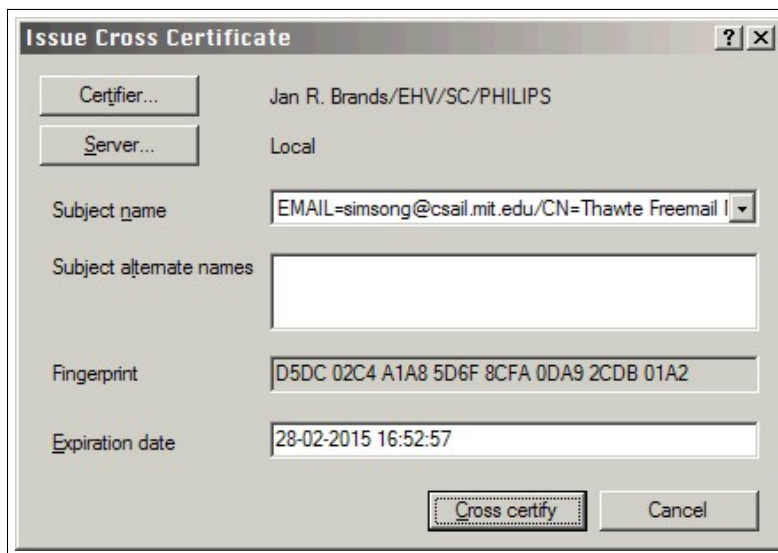 Issue Cross Certificate
Certifier... Jan R. Brands/EHV/SC/PHILIPS
Server... Local
Subject name EMAIL=simsong@csail.mit.edu/CN=Thawte Freemail
Subject alternate names
Fingerprint D5DC 02C4 A1A8 5D6F 8CFA 0DA9 2CDB 01A2
Expiration date 28-02-2015 16:52:57
Cross certify Cancel